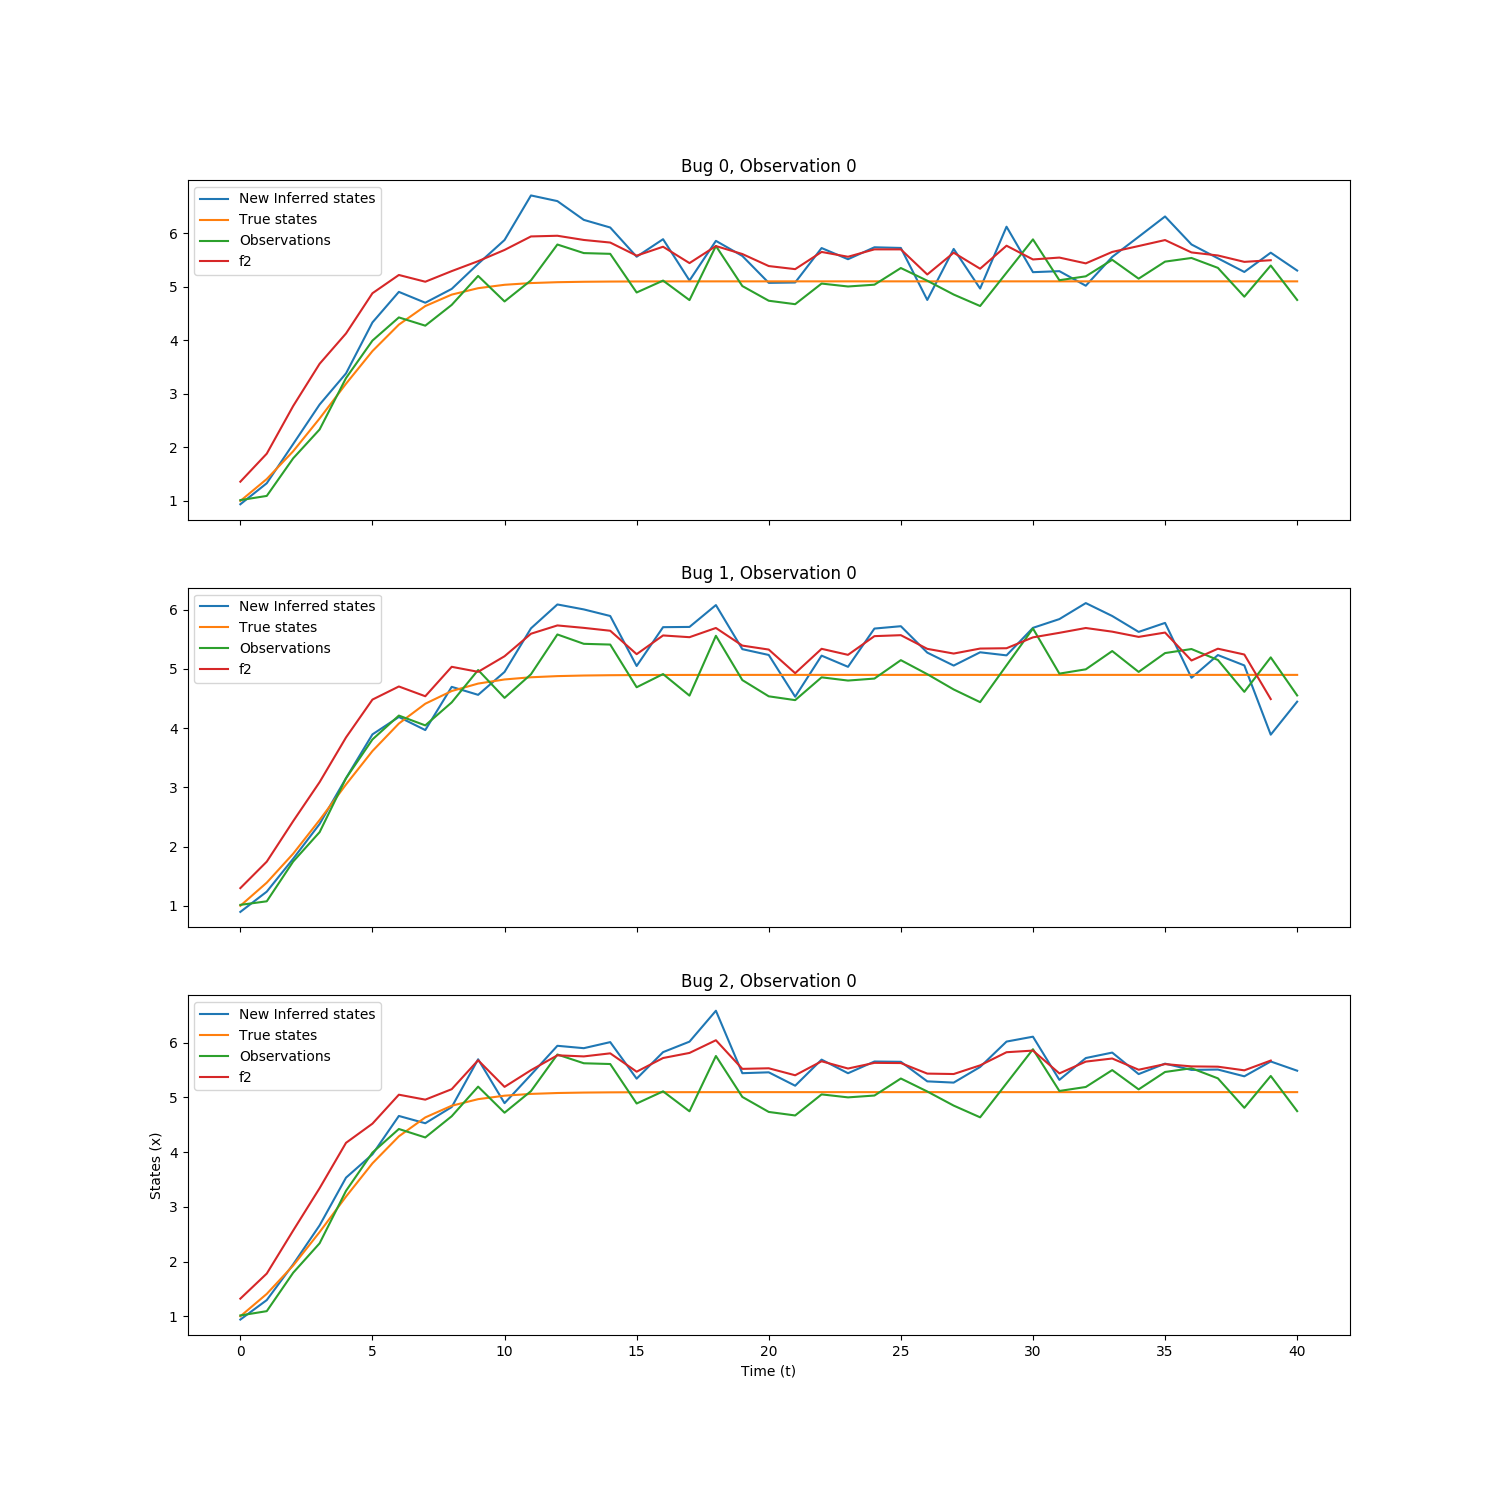 Bug 0, Observation 0
New Inferred states
True states
Observations
f2
6
5
4
3
2
1
Bug 1, Observation 0
New Inferred states
True states
Observations
f2
6
5
4
3
2
1
Bug 2, Observation 0
New Inferred states
True states
Observations
f2
6
5
4
3
2
1
States (x)
0 5 10 15 20 25 30 35 40
Time (t)